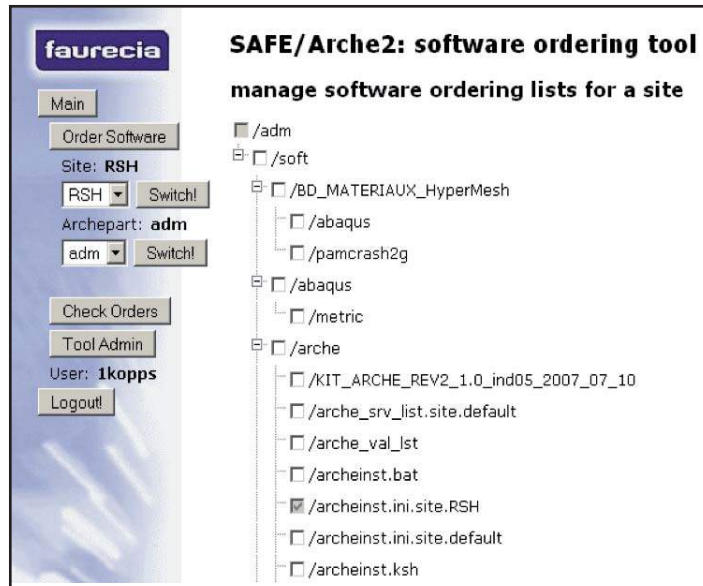 faurecia
Main
Order Software
Site: RSH
RSH
Switch!
Archepart: adm
adm
Switch!
Check Orders
Tool Admin
User: 1kopps
Logout!
SAFE/Arche2: software ordering tool
manage software ordering lists for a site
/adm
/soft
/BD_MATERIAUX_HyperMesh
/abaqus
/pamcrash2g
/abaqus
/metric
/arche
/KIT_ARCHE_REV2_1.0_ind05_2007_07_10
/arche_srv_list.site.default
/arche_val_lst
/archeinst.bat
/archeinst.ini.site.RSH
/archeinst.ini.site.default
/archeinst.ksh